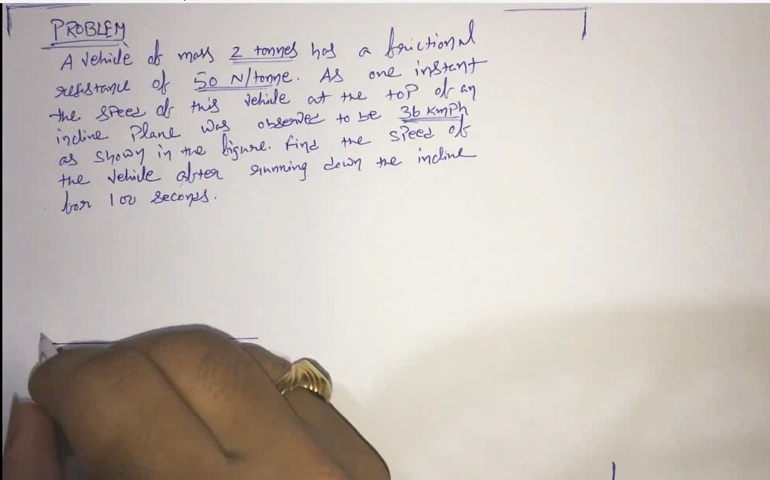 PROBLEM
A Vehicle of mass 2 tonnes has a frictional
resistance of 50 N/tonne. As one instant
the speed of this vehicle at the top of an
incline plane was observed to be 36 Kmph
as shown in the figure. Find the speed of
the vehicle after running down the incline
for 100 seconds.